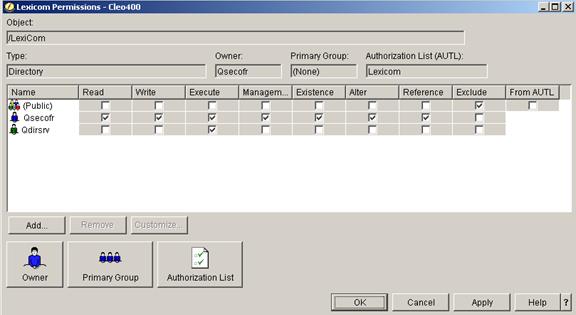 Lexicom Permissions - Cleo400
Object:
/LexiCom
Type: Owner: Primary Group: Authorization List (AUTL):
Directory Qsecofr (None) Lexicom
Name Read Write Execute Managem... Existence Alter Reference Exclude From AUTL
(Public)
Qsecofr
Qdirsrv
Add... Remove Customize...
Owner Primary Group Authorization List
OK Cancel Apply Help ?